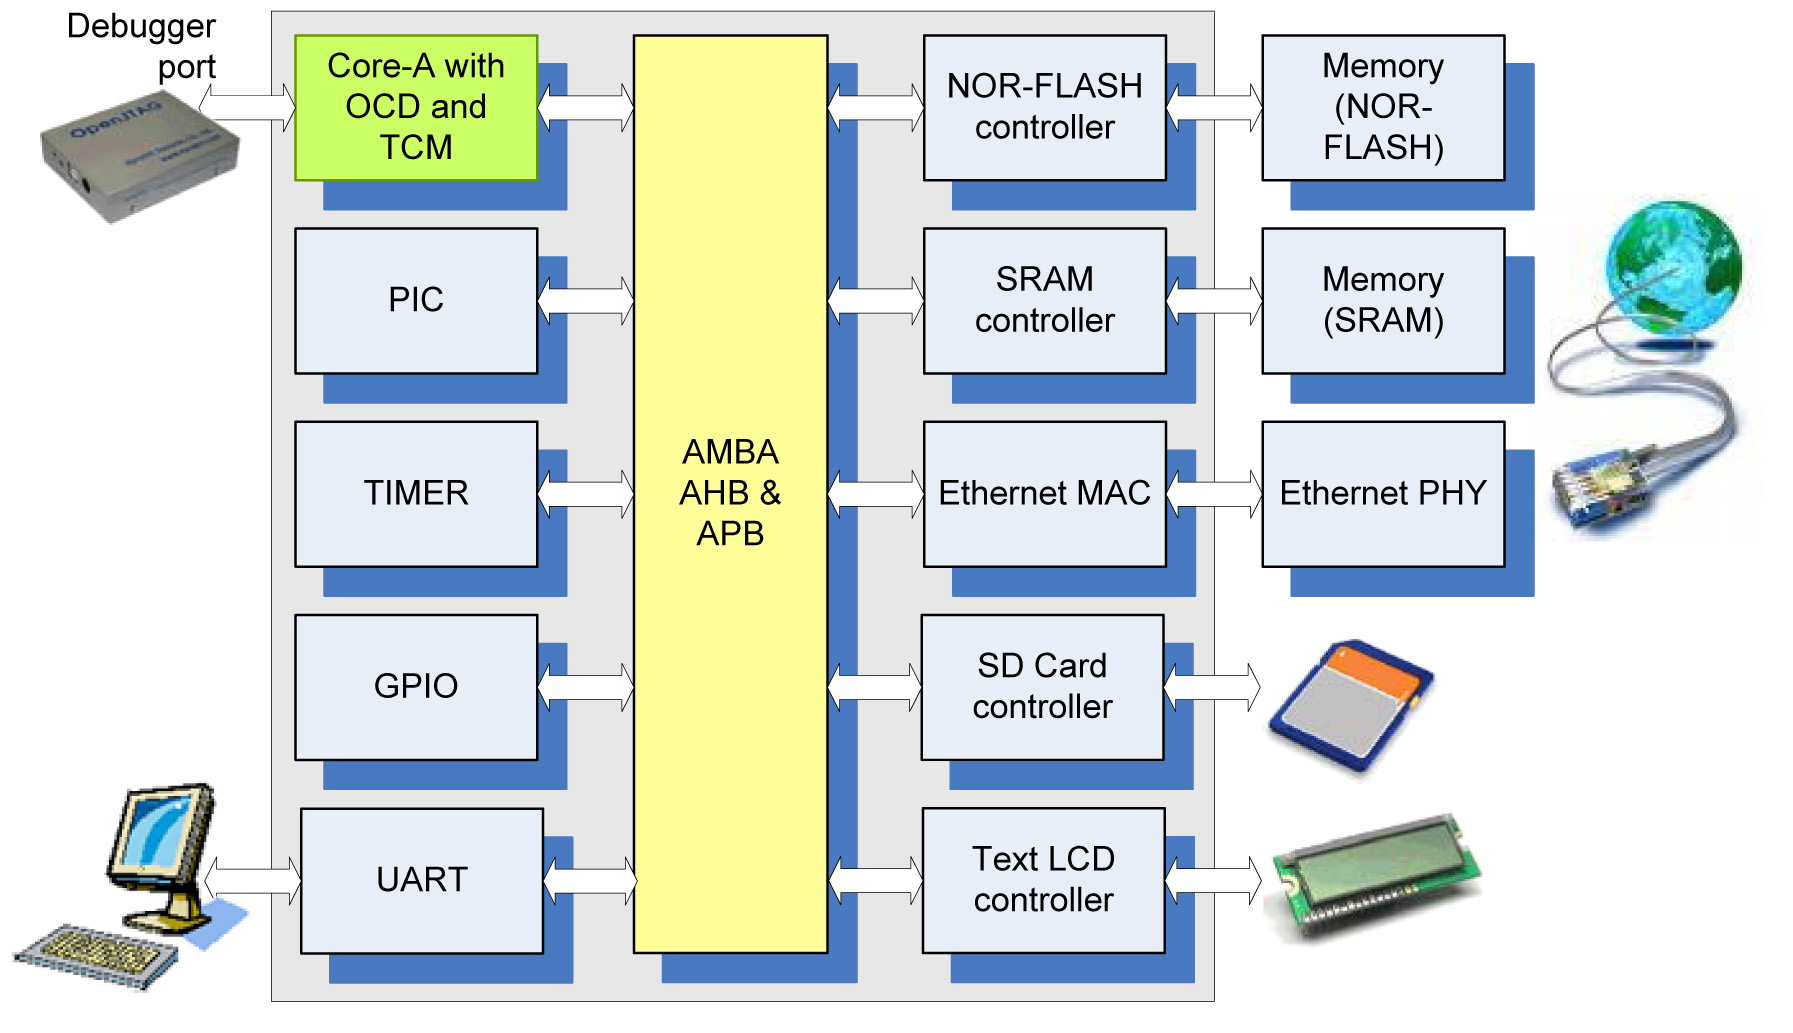 Debugger
port
OpenJTAG
Core-A with
OCD and
TCM
NOR-FLASH
controller
Memory
(NOR-
FLASH)
PIC
SRAM
controller
Memory
(SRAM)
TIMER
AMBA
AHB &
APB
Ethernet MAC
Ethernet PHY
GPIO
SD Card
controller
UART
Text LCD
controller